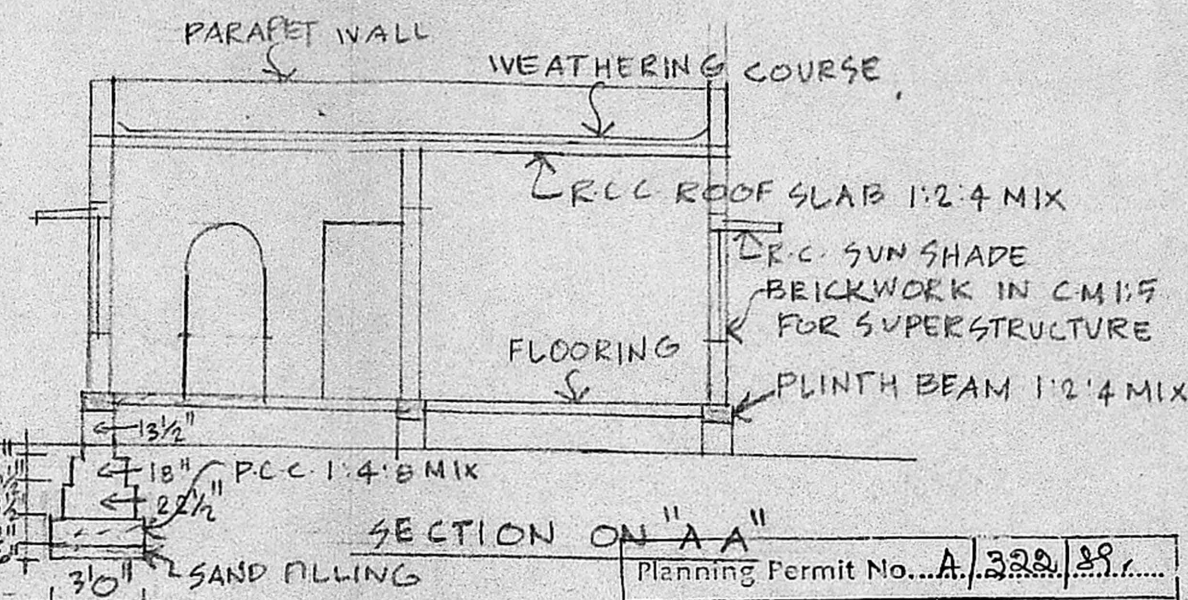 PARAPET WALL
WEATHERING COURSE
R.C.C ROOF SLAB 1:2:4 MIX
R.C. SUN SHADE
BRICKWORK IN C.M 1:5
FOR SUPERSTRUCTURE
FLOORING
PLINTH BEAM 1:2:4 MIX
13½"
18"
P.C.C. 1:4:8 MIX
22½"
SECTION ON "A A"
3'0"
SAND FILLING
Planning Permit No. A/322/89